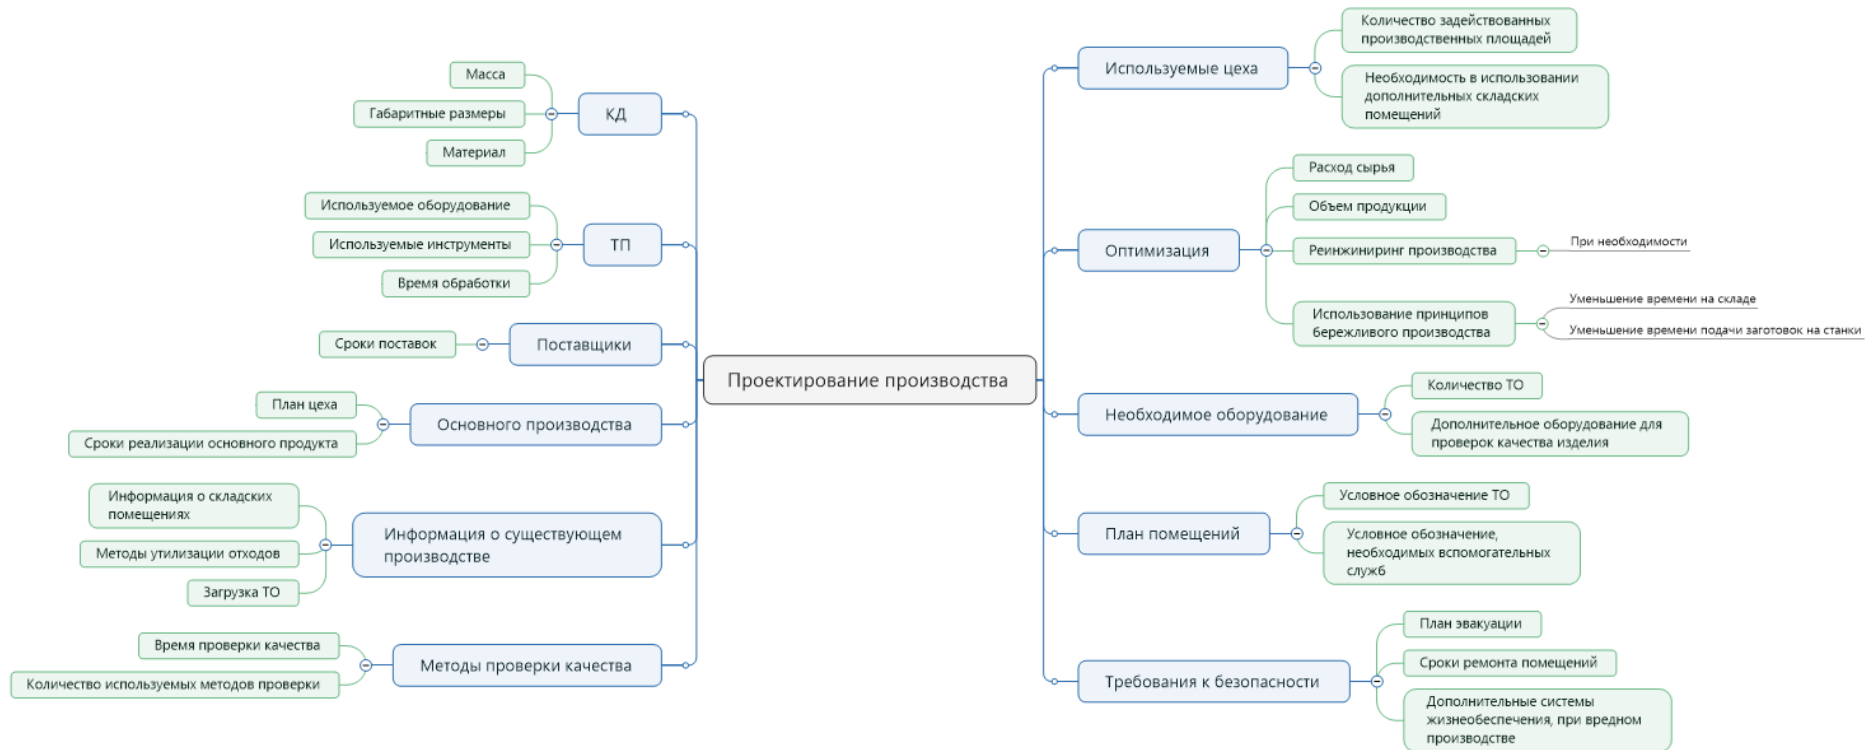 Проектирование производства
КД
Масса
Габаритные размеры
Материал
ТП
Используемое оборудование
Используемые инструменты
Время обработки
Поставщики
Сроки поставок
Основного производства
План цеха
Сроки реализации основного продукта
Информация о существующем
производстве
Информация о складских
помещениях
Методы утилизации отходов
Загрузка ТО
Методы проверки качества
Время проверки качества
Количество используемых методов проверки
Используемые цеха
Количество задействованных
производственных площадей
Необходимость в использовании
дополнительных складских
помещений
Оптимизация
Расход сырья
Объем продукции
Реинжиниринг производства
При необходимости
Использование принципов
бережливого производства
Уменьшение времени на складе
Уменьшение времени подачи заготовок на станки
Необходимое оборудование
Количество ТО
Дополнительное оборудование для
проверок качества изделия
План помещений
Условное обозначение ТО
Условное обозначение,
необходимых вспомогательных
служб
Требования к безопасности
План эвакуации
Сроки ремонта помещений
Дополнительные системы
жизнеобеспечения, при вредном
производстве